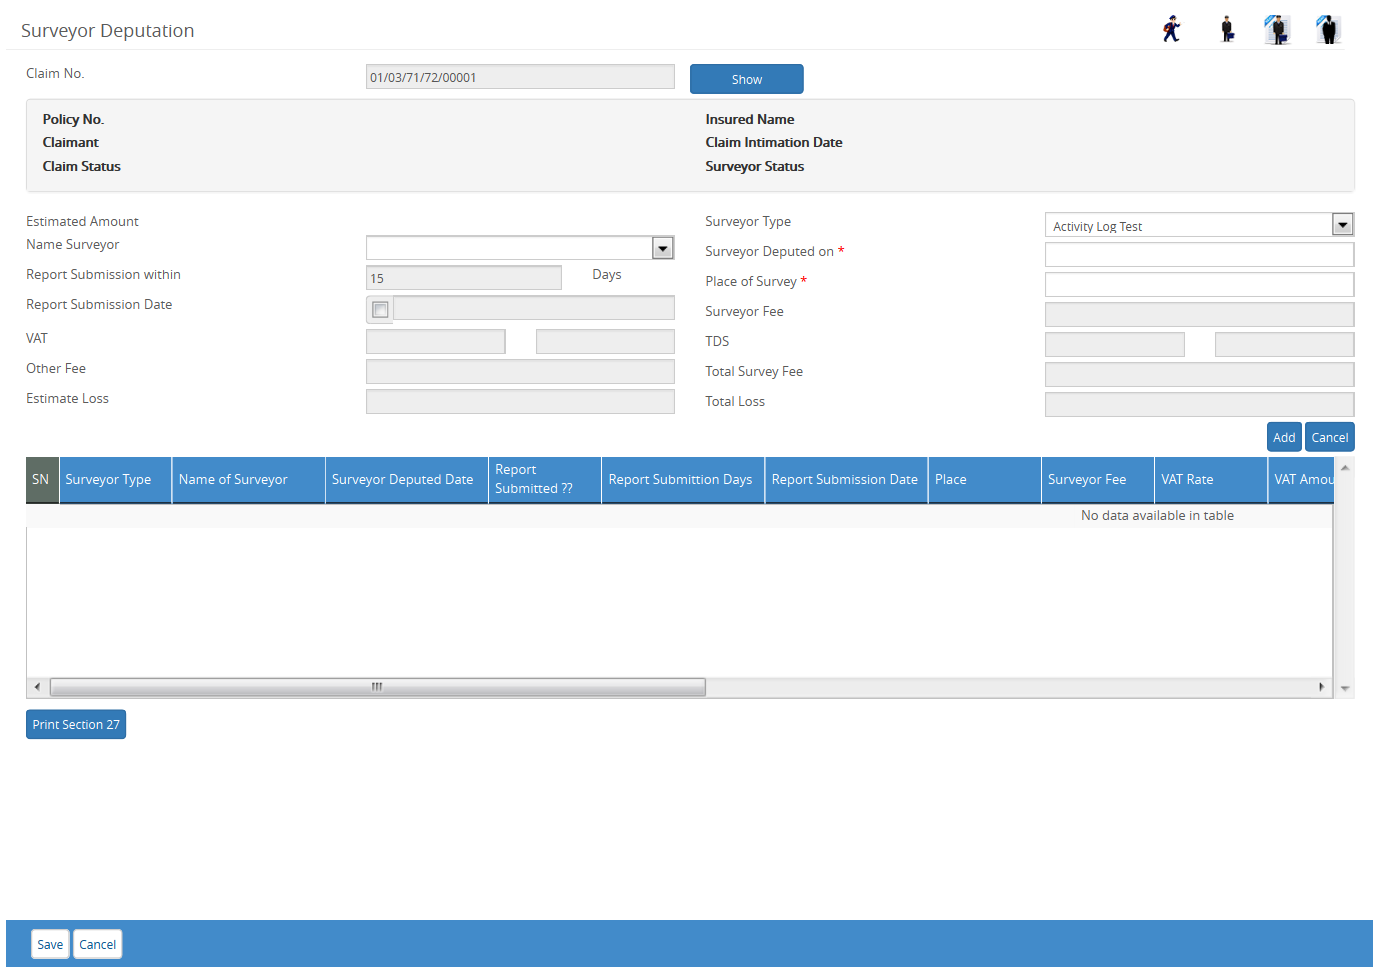 Surveyor Deputation
Claim No.
01/03/71/72/00001
Show
Policy No.
Insured Name
Claimant
Claim Intimation Date
Claim Status
Surveyor Status
Estimated Amount
Surveyor Type
Activity Log Test
Name Surveyor
Surveyor Deputed on *
Report Submission within
15
Days
Place of Survey *
Report Submission Date
Surveyor Fee
VAT
TDS
Other Fee
Total Survey Fee
Estimate Loss
Total Loss
Add
Cancel
SN
Surveyor Type
Name of Surveyor
Surveyor Deputed Date
Report
Submitted ??
Report Submittion Days
Report Submission Date
Place
Surveyor Fee
VAT Rate
VAT Amou
No data available in table
Print Section 27
Save
Cancel